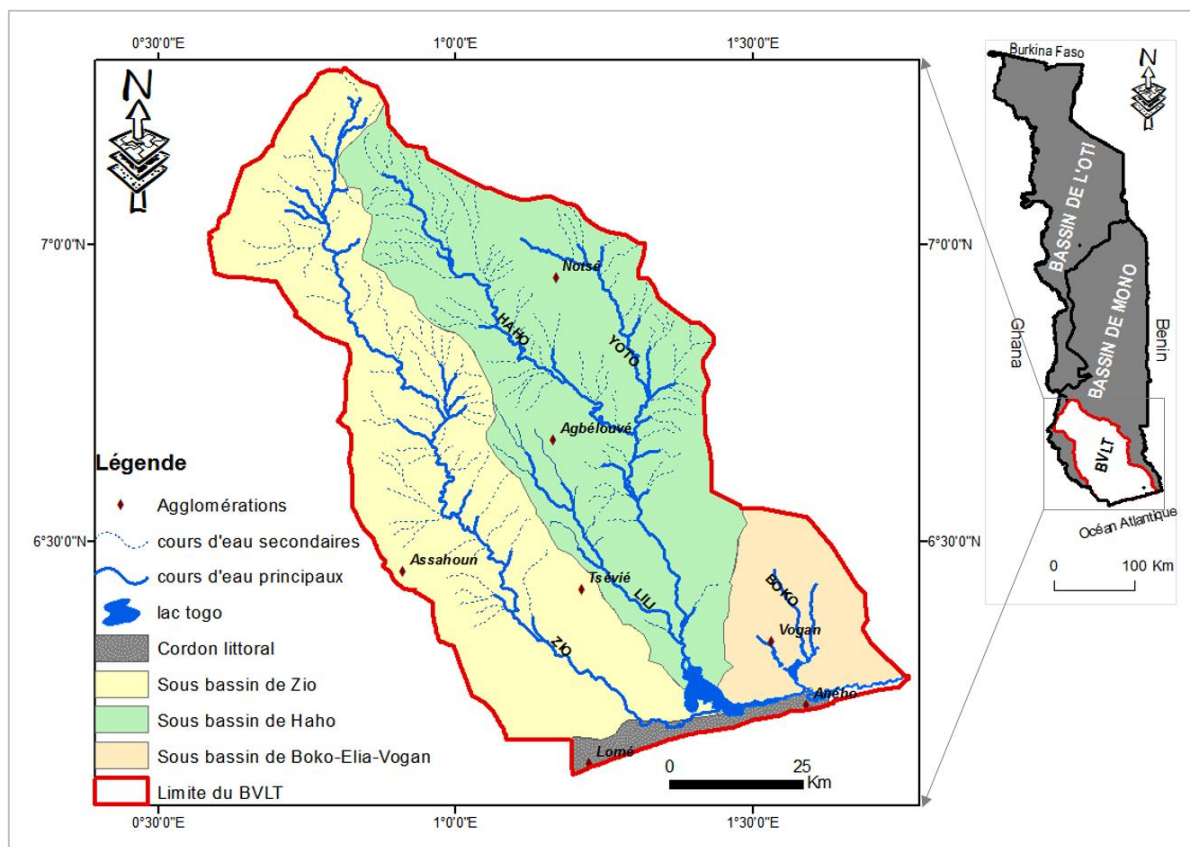 0°30'0"E
1°0'0"E
1°30'0"E
N
7°0'0"N
7°0'0"N
Notsé
HAHO
YOTO
Agbélouvé
6°30'0"N
6°30'0"N
Assahoun
Tsévié
LILI
ZIO
BOKO
Vogan
Aného
Lomé
0
25
Km
Légende
Agglomérations
cours d'eau secondaires
cours d'eau principaux
lac togo
Cordon littoral
Sous bassin de Zio
Sous bassin de Haho
Sous bassin de Boko-Elia-Vogan
Limite du BVLT
0°30'0"E
1°0'0"E
1°30'0"E
Burkina Faso
N
BASSIN DE L'OTI
BASSIN DE MONO
Ghana
Benin
BVLT
Océan Atlantique
0
100 Km